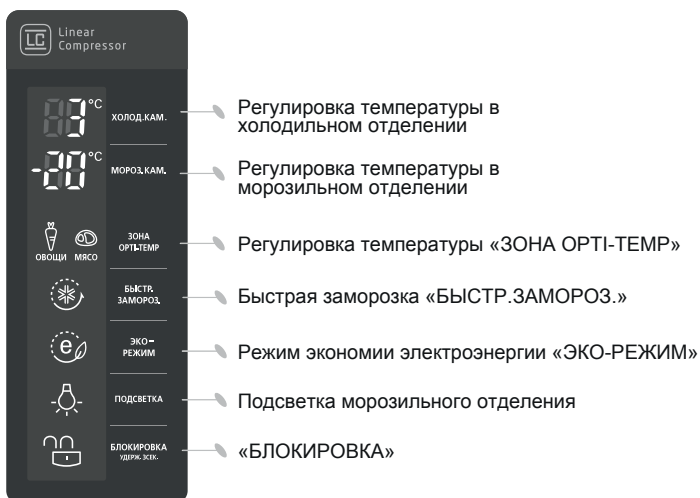 LC Linear
Compressor
3°C
ХОЛОД.КАМ.
Регулировка температуры в
холодильном отделении
-20°C
МОРОЗ.КАМ.
Регулировка температуры в
морозильном отделении
ОВОЩИ МЯСО
ЗОНА
OPTI-TEMP
Регулировка температуры «ЗОНА OPTI-TEMP»
БЫСТР.
ЗАМОРОЗ.
Быстрая заморозка «БЫСТР.ЗАМОРОЗ.»
e
ЭКО-
РЕЖИМ
Режим экономии электроэнергии «ЭКО-РЕЖИМ»
ПОДСВЕТКА
Подсветка морозильного отделения
БЛОКИРОВКА
УДЕРЖ. 3СЕК.
«БЛОКИРОВКА»